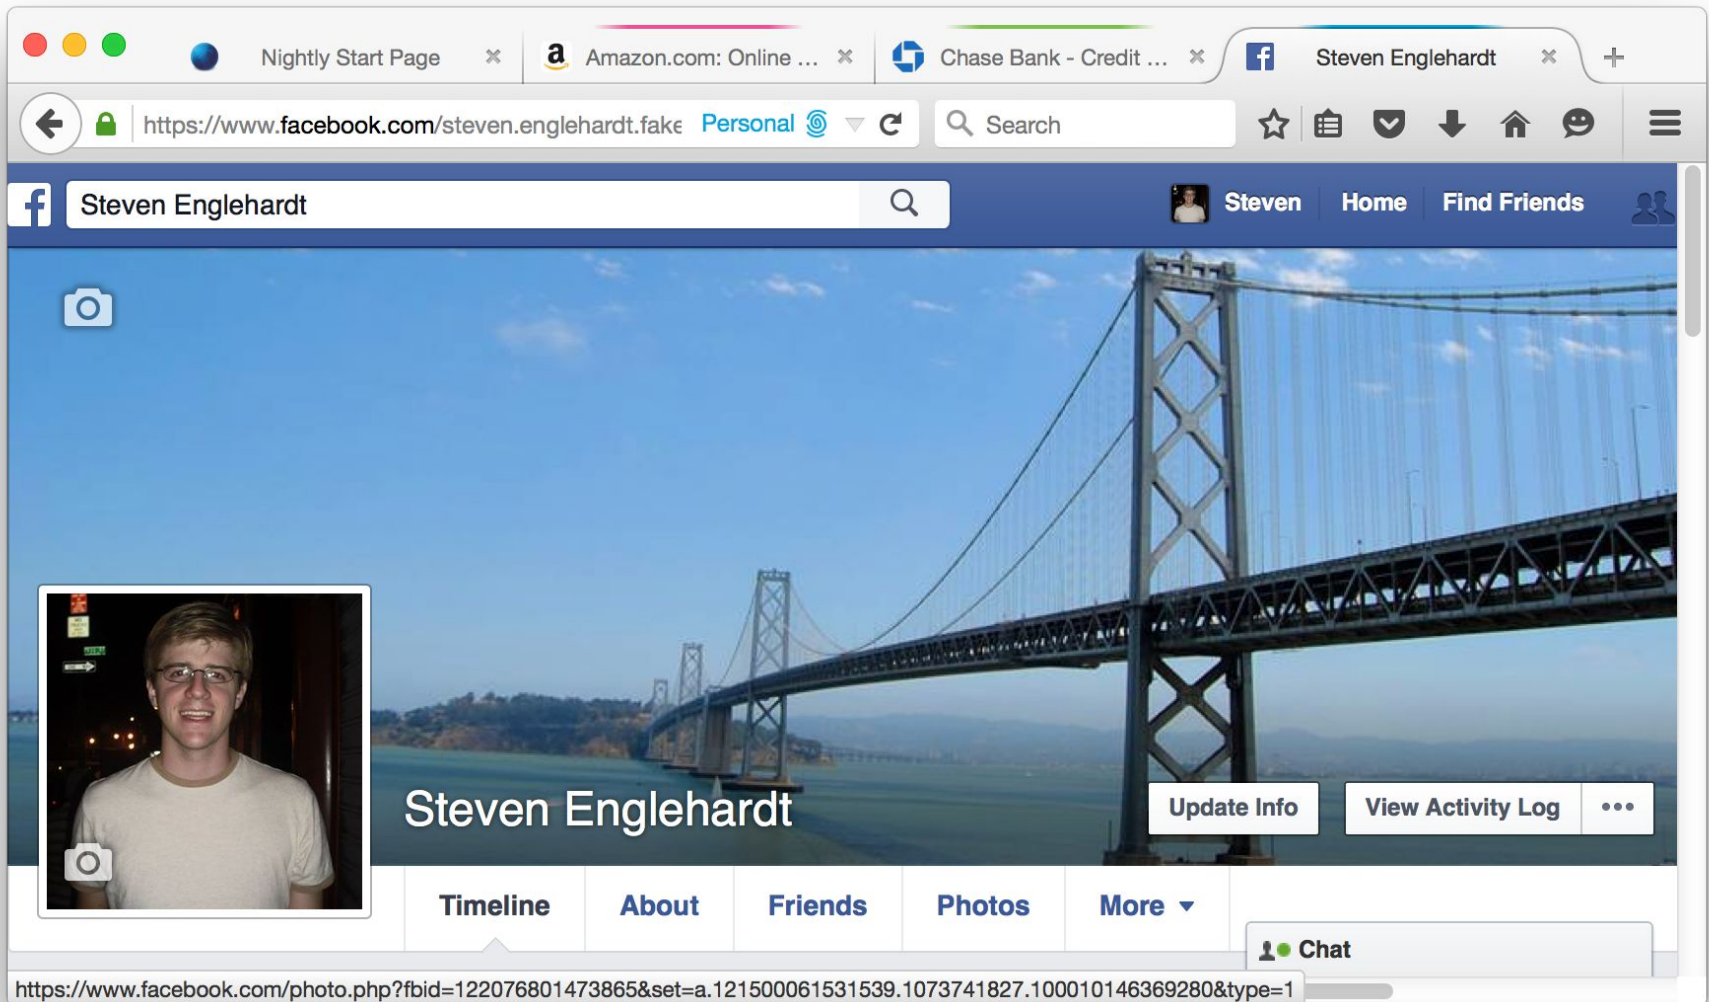 Nightly Start Page
Amazon.com: Online ...
Chase Bank - Credit ...
Steven Englehardt
https://www.facebook.com/steven.englehardt.fake
Personal
Search
Steven Englehardt
Steven
Home
Find Friends
Steven Englehardt
Update Info
View Activity Log
Timeline
About
Friends
Photos
More
Chat
https://www.facebook.com/photo.php?fbid=122076801473865&set=a.121500061531539.1073741827.100010146369280&type=1